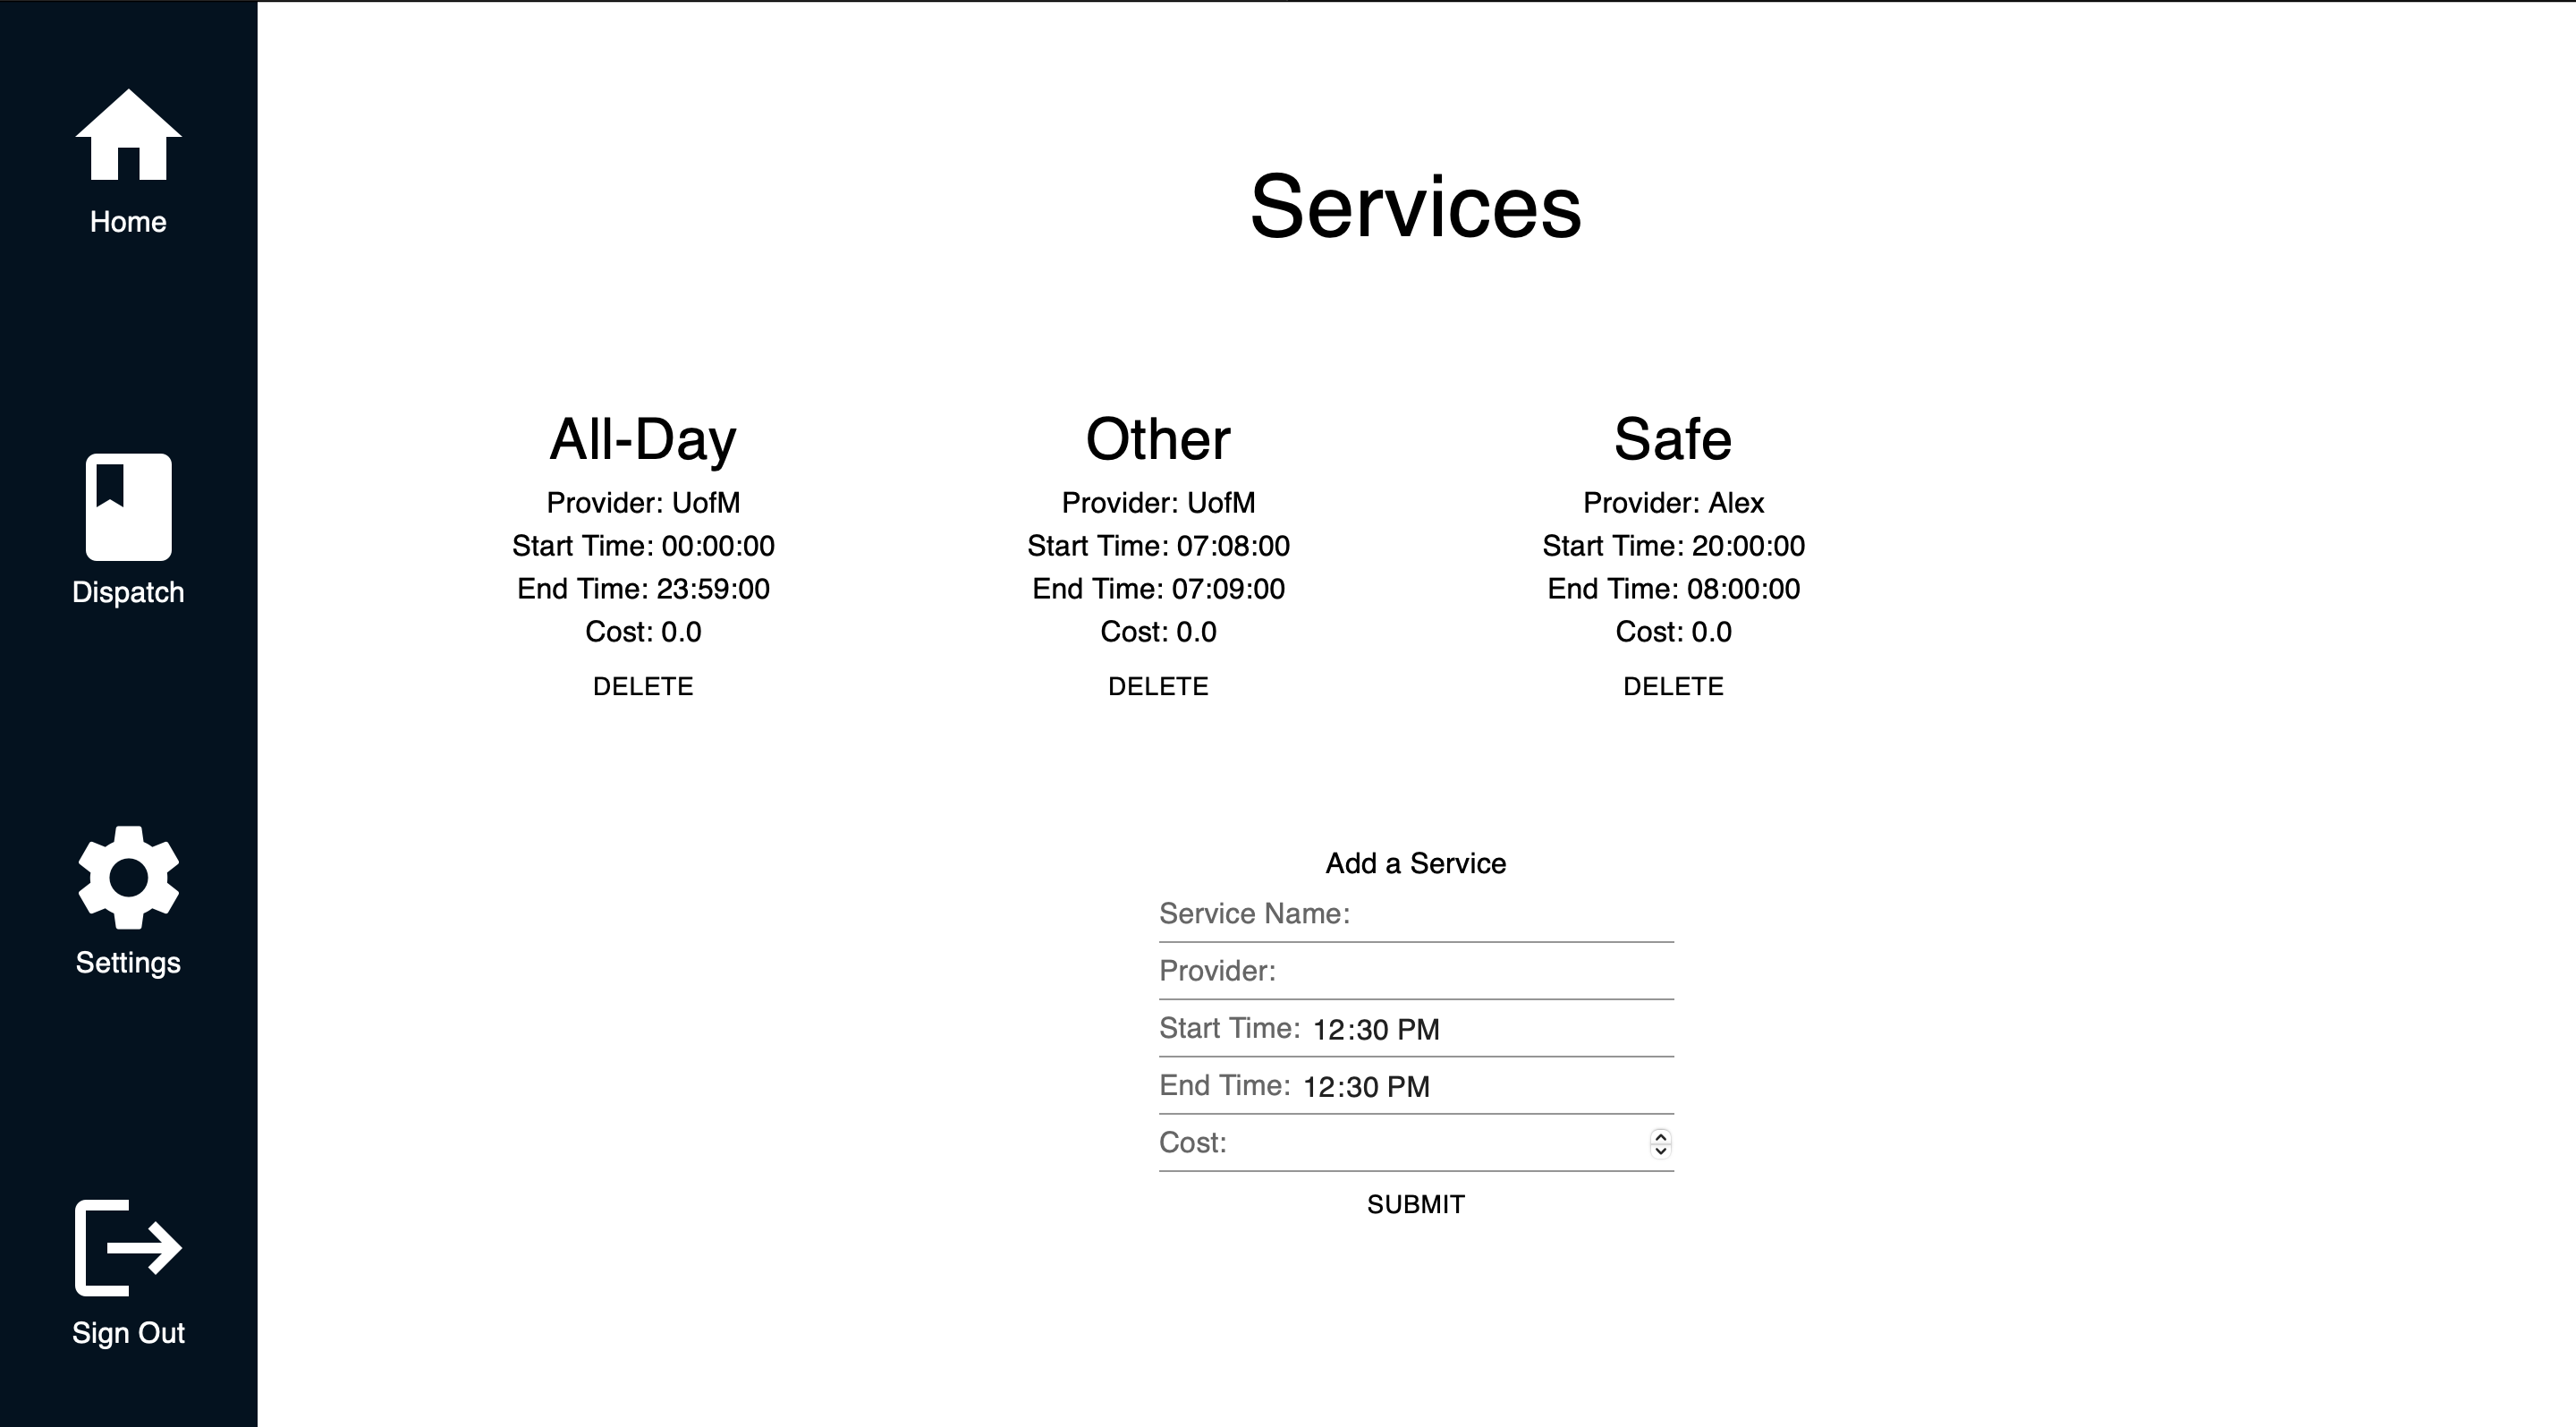 Home
Dispatch
Settings
Sign Out
Services
All-Day
Provider: UofM
Start Time: 00:00:00
End Time: 23:59:00
Cost: 0.0
DELETE
Other
Provider: UofM
Start Time: 07:08:00
End Time: 07:09:00
Cost: 0.0
DELETE
Safe
Provider: Alex
Start Time: 20:00:00
End Time: 08:00:00
Cost: 0.0
DELETE
Add a Service
Service Name:
Provider:
Start Time: 12:30 PM
End Time: 12:30 PM
Cost:
SUBMIT